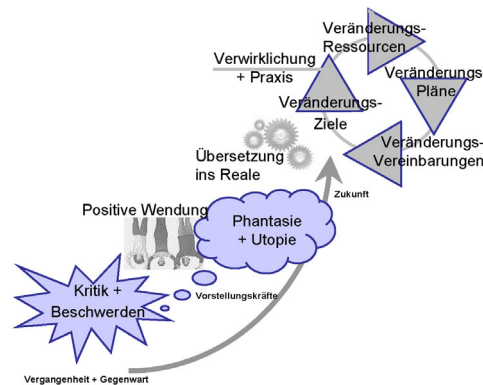 Veränderungs-
Ressourcen
Verwirklichung
+ Praxis
Veränderungs
Pläne
Veränderungs-
Ziele
Veränderungs-
Vereinbarungen
Übersetzung
ins Reale
Zukunft
Positive Wendung
Phantasie
+ Utopie
Kritik +
Beschwerden
Vorstellungskräfte
Vergangenheit + Gegenwart